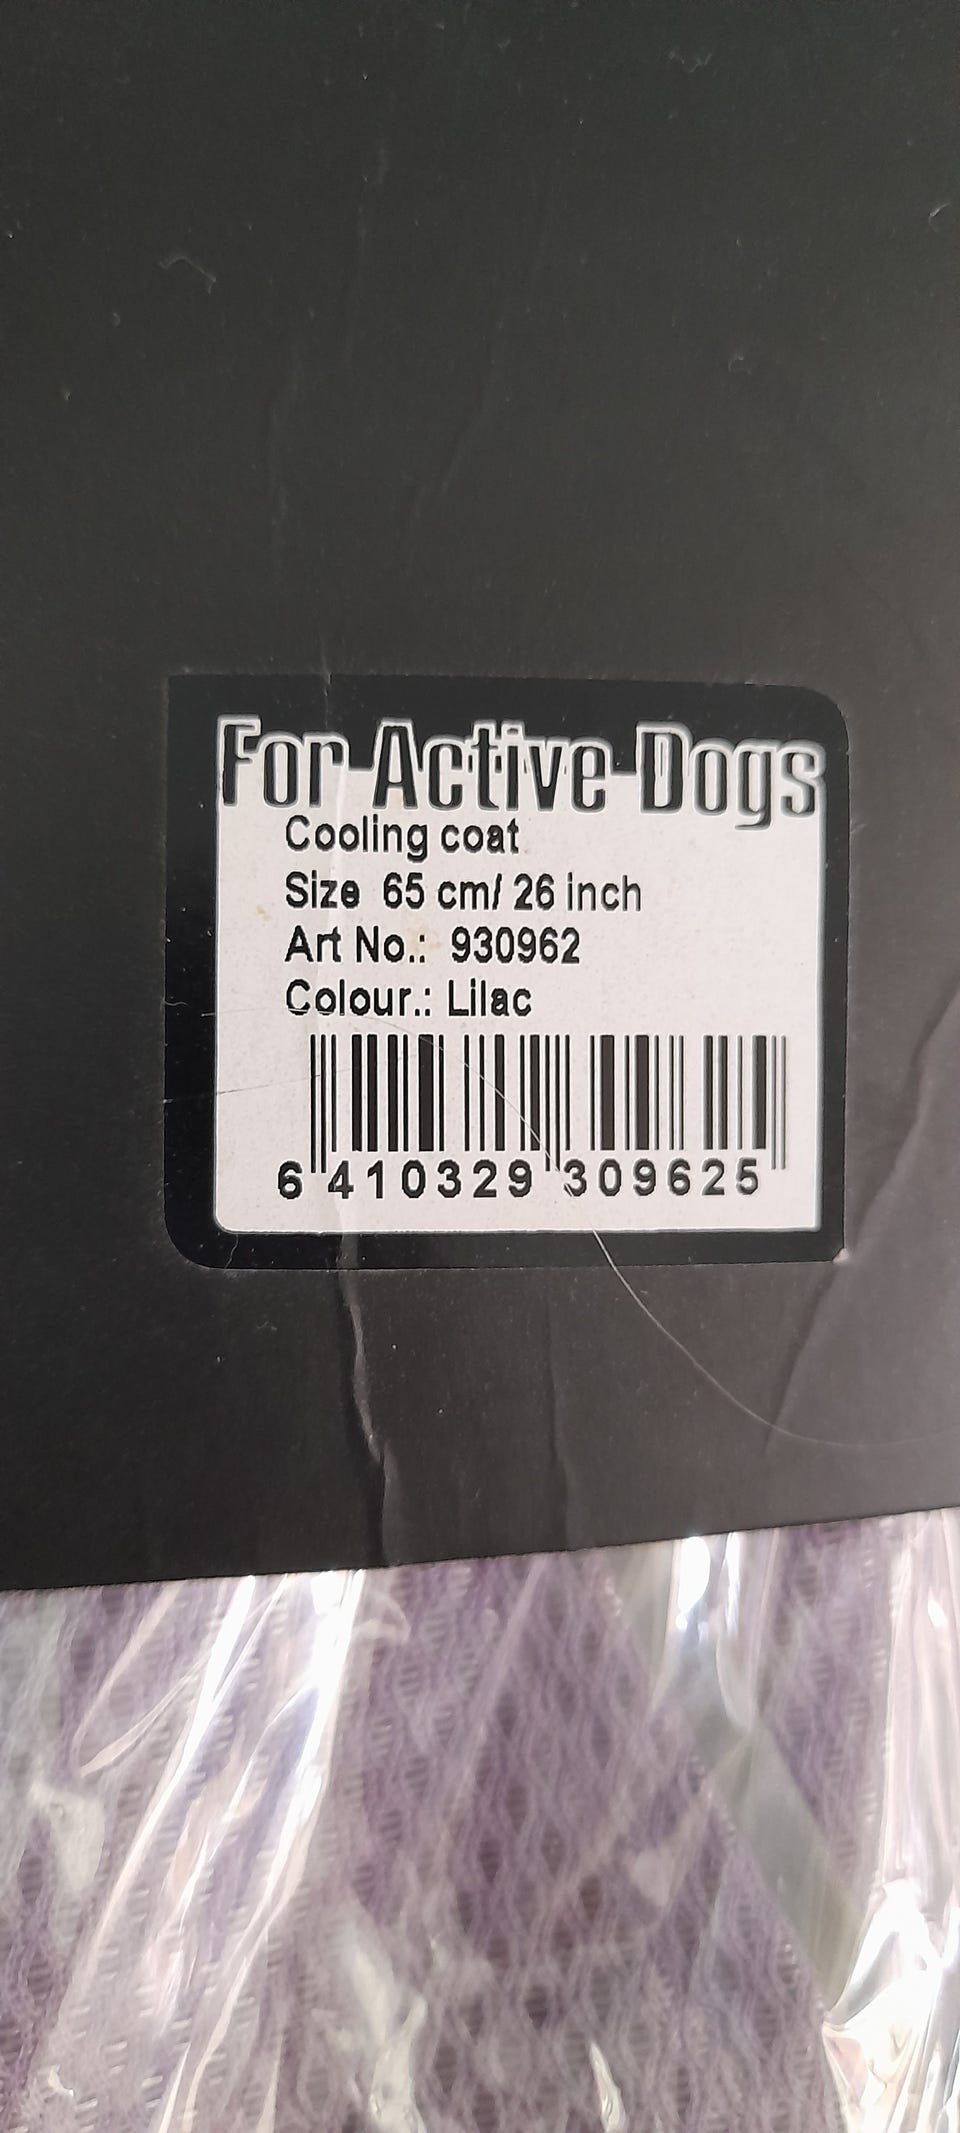 For Active Dogs
Cooling coat
Size 65 cm/ 26 inch
Art No.: 930962
Colour.: Lilac
6 410329 309625